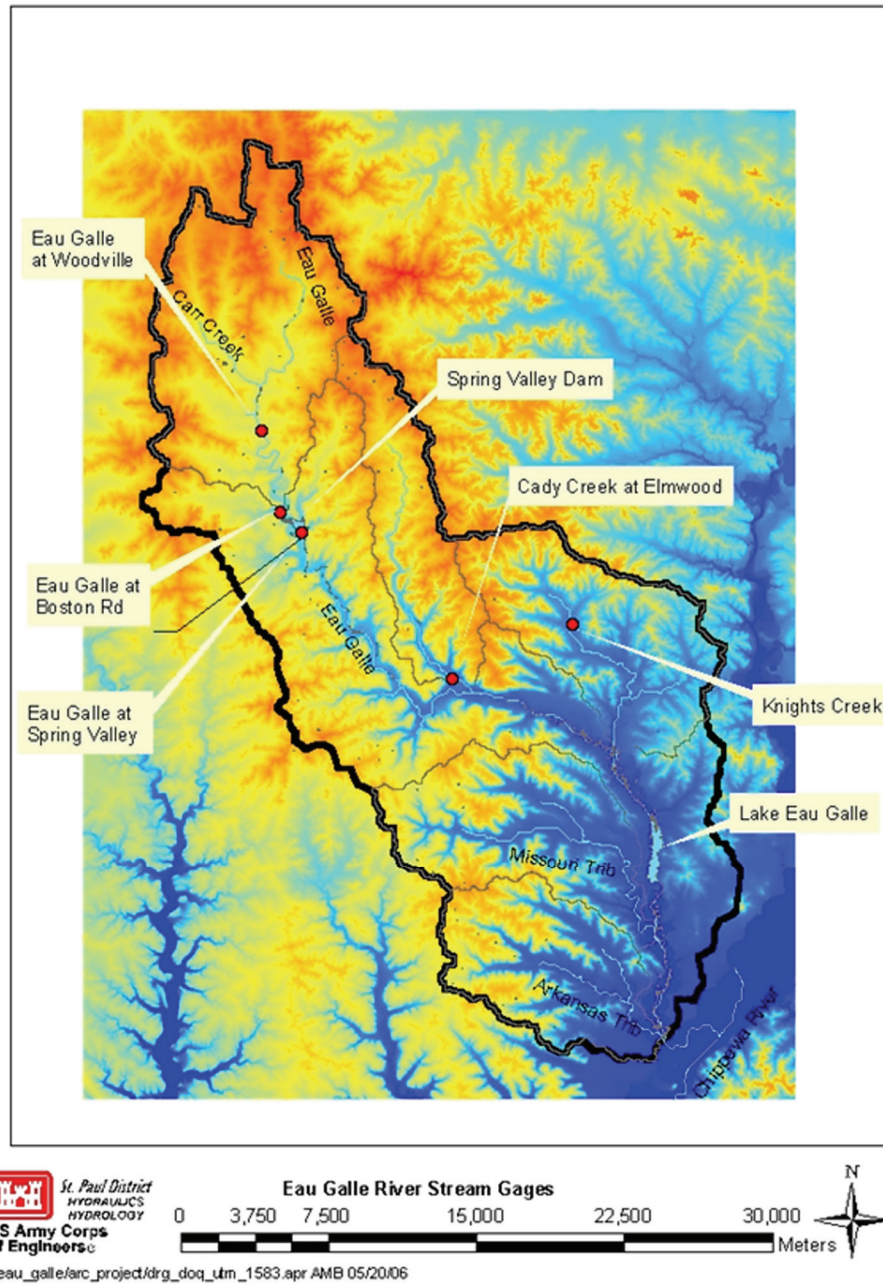 Eau Galle
at Woodville
Eau Galle
Carr Creek
Spring Valley Dam
Cady Creek at Elmwood
Eau Galle at
Boston Rd
Eau Galle
Eau Galle at
Spring Valley
Knights Creek
Lake Eau Galle
Missouri Trib
Arkansas Trib
Chippewa River
St. Paul District
HYDRAULICS
HYDROLOGY
S Army Corps
f Engineers
Eau Galle River Stream Gages
0 3,750 7,500 15,000 22,500 30,000
Meters
N
eau_galle/arc_project/drg_doq_utm_1583.apr AMB 05/20/06